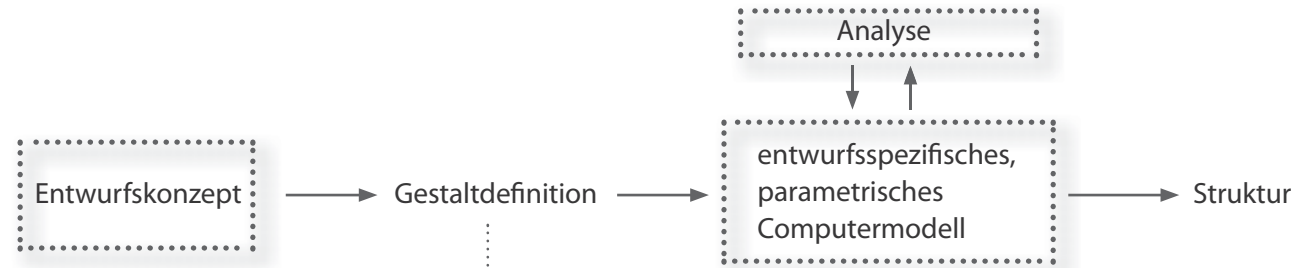 Analyse
Entwurfskonzept
Gestaltdefinition
entwurfsspezifisches,
parametrisches
Computermodell
Struktur